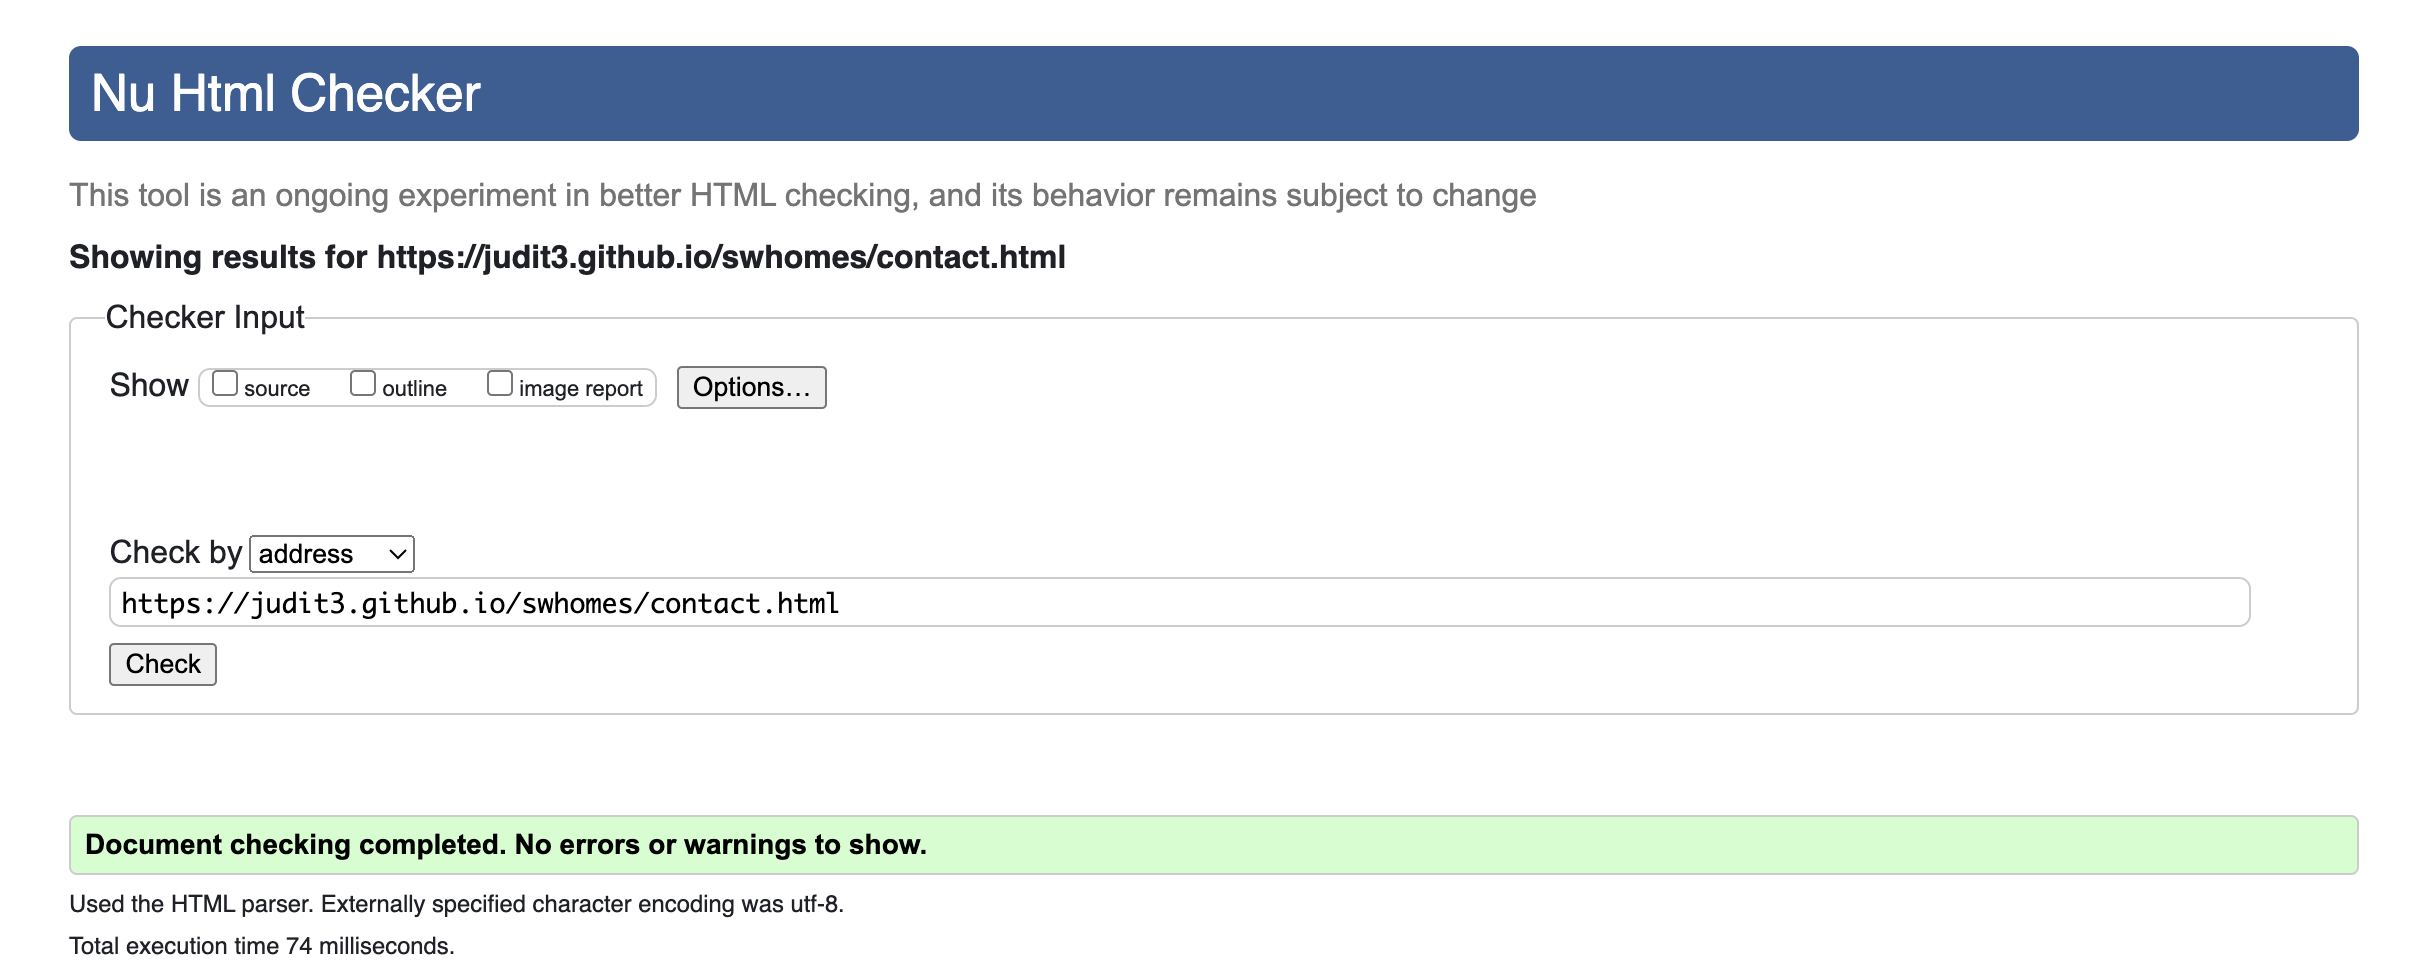 Nu Html Checker
This tool is an ongoing experiment in better HTML checking, and its behavior remains subject to change
Showing results for https://judit3.github.io/swhomes/contact.html
Checker Input
Show source outline image report Options…
Check by address
https://judit3.github.io/swhomes/contact.html
Check
Document checking completed. No errors or warnings to show.
Used the HTML parser. Externally specified character encoding was utf-8.
Total execution time 74 milliseconds.